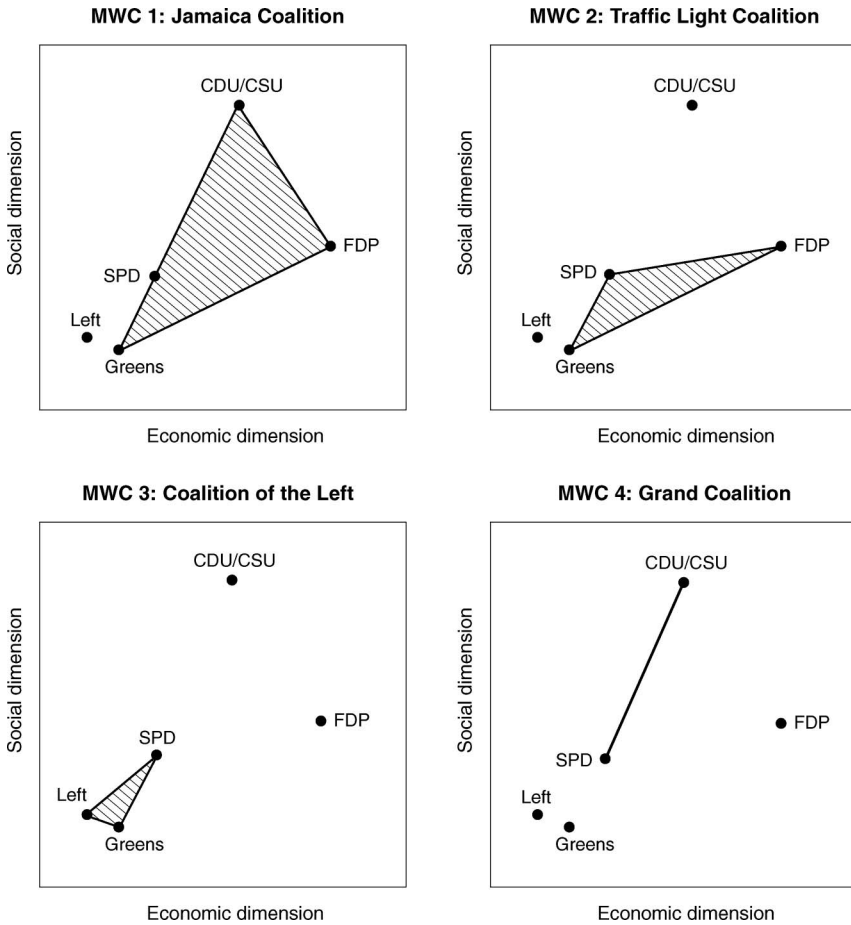 MWC 1: Jamaica Coalition
CDU/CSU
FDP
SPD
Left
Greens
Social dimension
Economic dimension
MWC 2: Traffic Light Coalition
CDU/CSU
FDP
SPD
Left
Greens
Social dimension
Economic dimension
MWC 3: Coalition of the Left
CDU/CSU
FDP
SPD
Left
Greens
Social dimension
Economic dimension
MWC 4: Grand Coalition
CDU/CSU
FDP
SPD
Left
Greens
Social dimension
Economic dimension